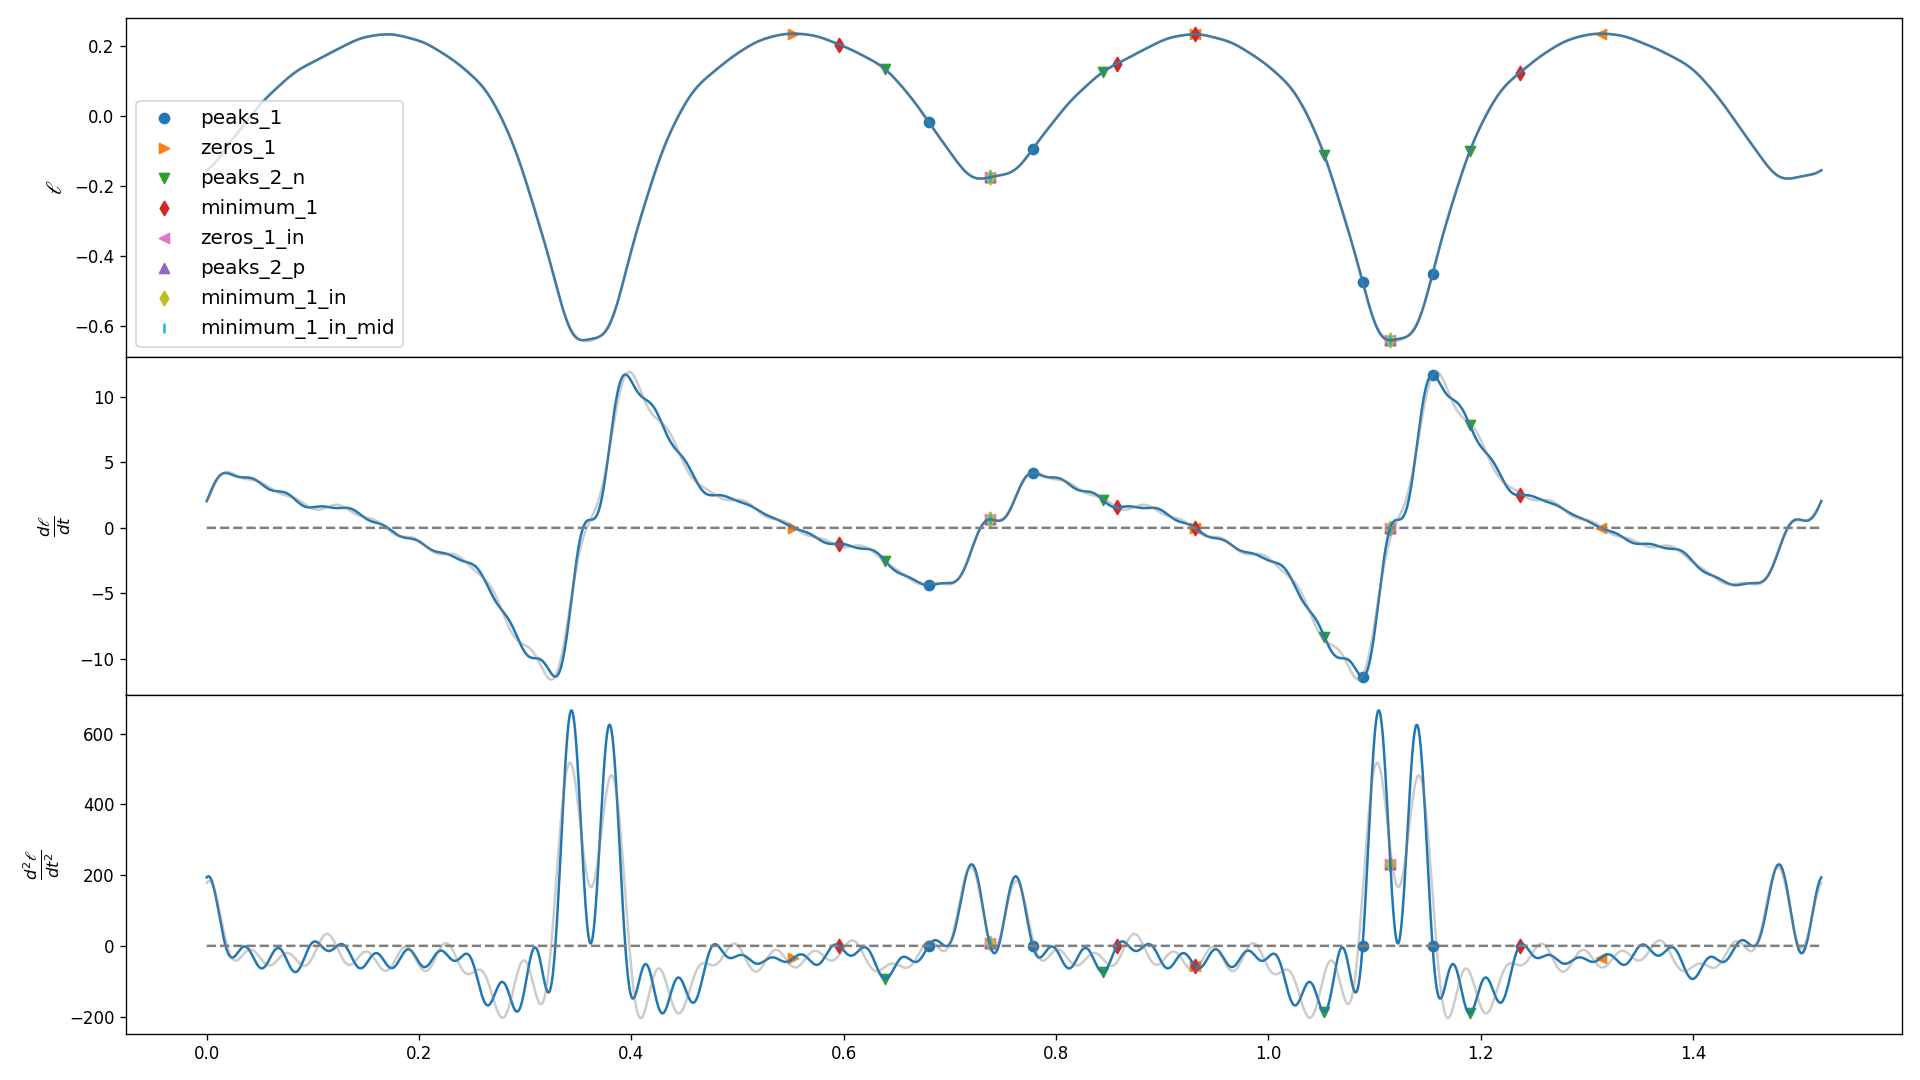 0.2
0.0
−0.2
−0.4
−0.6
ℓ
peaks_1
zeros_1
peaks_2_n
minimum_1
zeros_1_in
peaks_2_p
minimum_1_in
minimum_1_in_mid
10
5
0
−5
−10
dℓ
dt
600
400
200
0
−200
d²ℓ
dt²
0.0 0.2 0.4 0.6 0.8 1.0 1.2 1.4